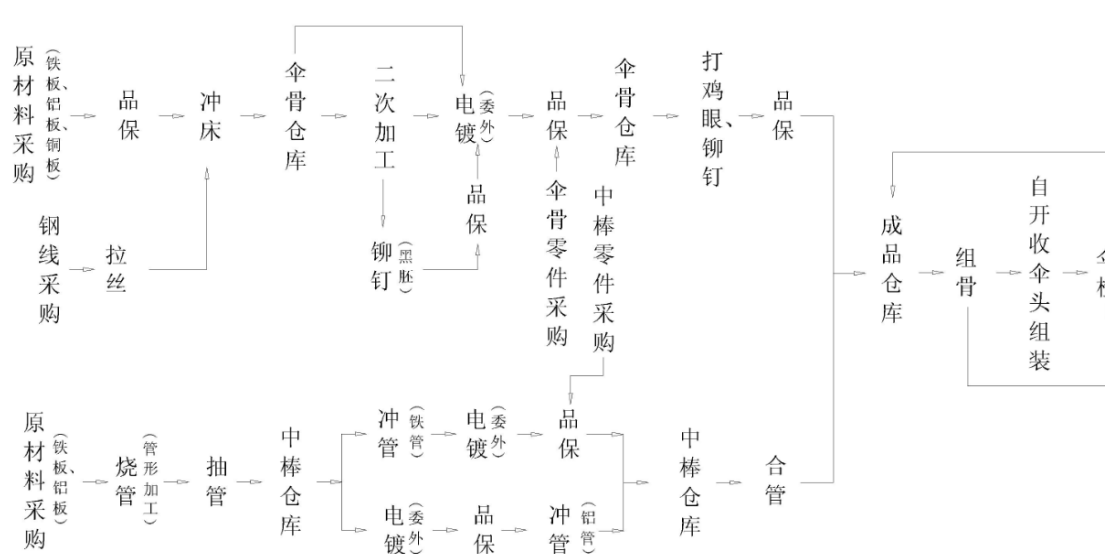 原材料采购
(铁板、铝板、铜板)
品保
冲床
伞骨仓库
二次加工
电镀
(委外)
品保
伞骨仓库
打鸡眼、铆钉
品保
钢线采购
拉丝
铆钉
(黑胚)
品保
伞骨零件采购
中棒零件采购
成品仓库
组骨
自开收伞头组装
原材料采购
(铁板、铝板)
烧管
(管形加工)
抽管
中棒仓库
冲管
(铁管)
电镀
(委外)
品保
电镀
(委外)
品保
冲管
(铝管)
中棒仓库
合管